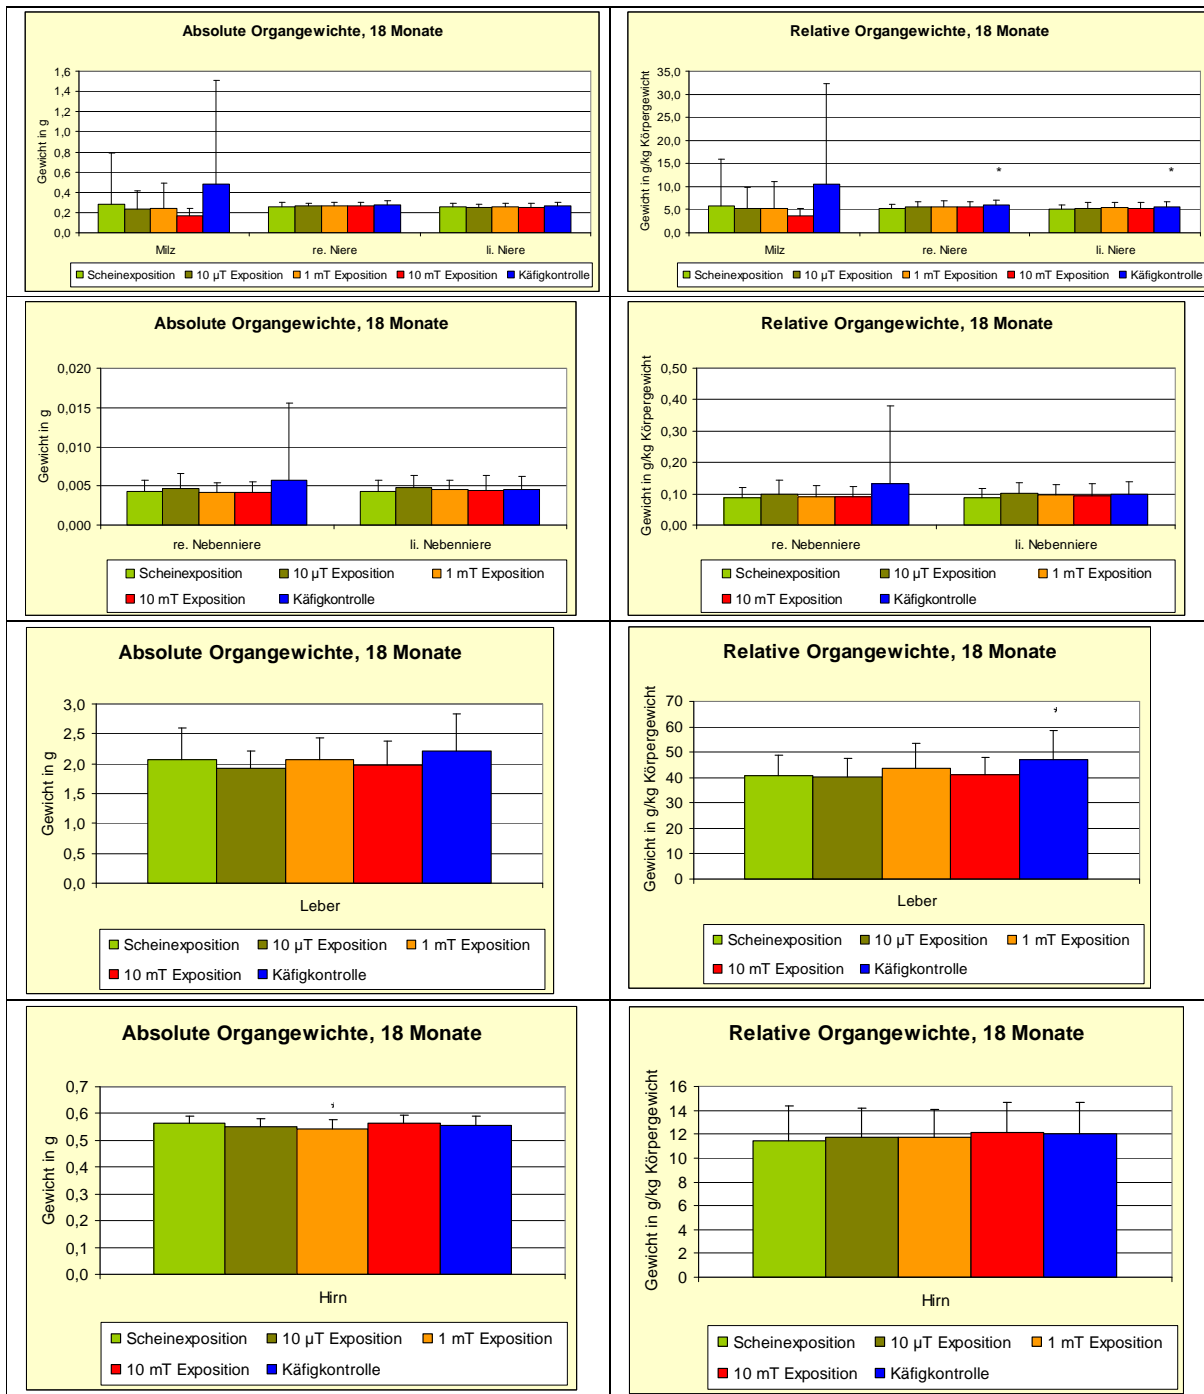 Absolute Organgewichte, 18 Monate
Gewicht in g
1,6
1,4
1,2
1,0
0,8
0,6
0,4
0,2
0,0
Milz re. Niere li. Niere
Scheinexposition 10 µT Exposition 1 mT Exposition 10 mT Exposition Käfigkontrolle
Relative Organgewichte, 18 Monate
Gewicht in g/kg Körpergewicht
35,0
30,0
25,0
20,0
15,0
10,0
5,0
0,0
* *
Milz re. Niere li. Niere
Scheinexposition 10 µT Exposition 1 mT Exposition 10 mT Exposition Käfigkontrolle
Absolute Organgewichte, 18 Monate
Gewicht in g
0,020
0,015
0,010
0,005
0,000
re. Nebenniere li. Nebenniere
Scheinexposition 10 µT Exposition 1 mT Exposition
10 mT Exposition Käfigkontrolle
Relative Organgewichte, 18 Monate
Gewicht in g/kg Körpergewicht
0,50
0,40
0,30
0,20
0,10
0,00
re. Nebenniere li. Nebenniere
Scheinexposition 10 µT Exposition 1 mT Exposition
10 mT Exposition Käfigkontrolle
Absolute Organgewichte, 18 Monate
Gewicht in g
3,0
2,5
2,0
1,5
1,0
0,5
0,0
Leber
Scheinexposition 10 µT Exposition 1 mT Exposition
10 mT Exposition Käfigkontrolle
Relative Organgewichte, 18 Monate
Gewicht in g/kg Körpergewicht
70
60
50
40
30
20
10
0
*
Leber
Scheinexposition 10 µT Exposition 1 mT Exposition
10 mT Exposition Käfigkontrolle
Absolute Organgewichte, 18 Monate
Gewicht in g
0,7
0,6
0,5
0,4
0,3
0,2
0,1
0,0
*
Hirn
Scheinexposition 10 µT Exposition 1 mT Exposition
10 mT Exposition Käfigkontrolle
Relative Organgewichte, 18 Monate
Gewicht in g/kg Körpergewicht
16
14
12
10
8
6
4
2
0
Hirn
Scheinexposition 10 µT Exposition 1 mT Exposition
10 mT Exposition Käfigkontrolle